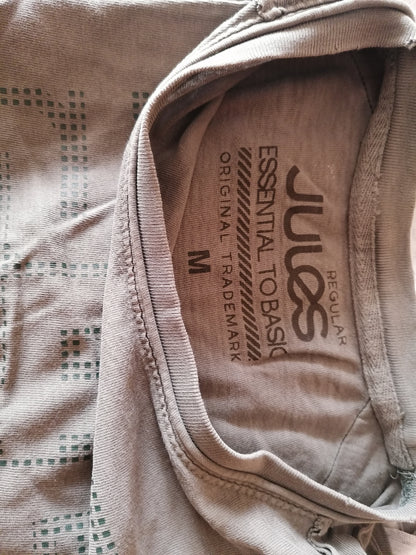 REGULAR
JULES
ESSENTIAL TO BASIC
ORIGINAL TRADEMARK
M